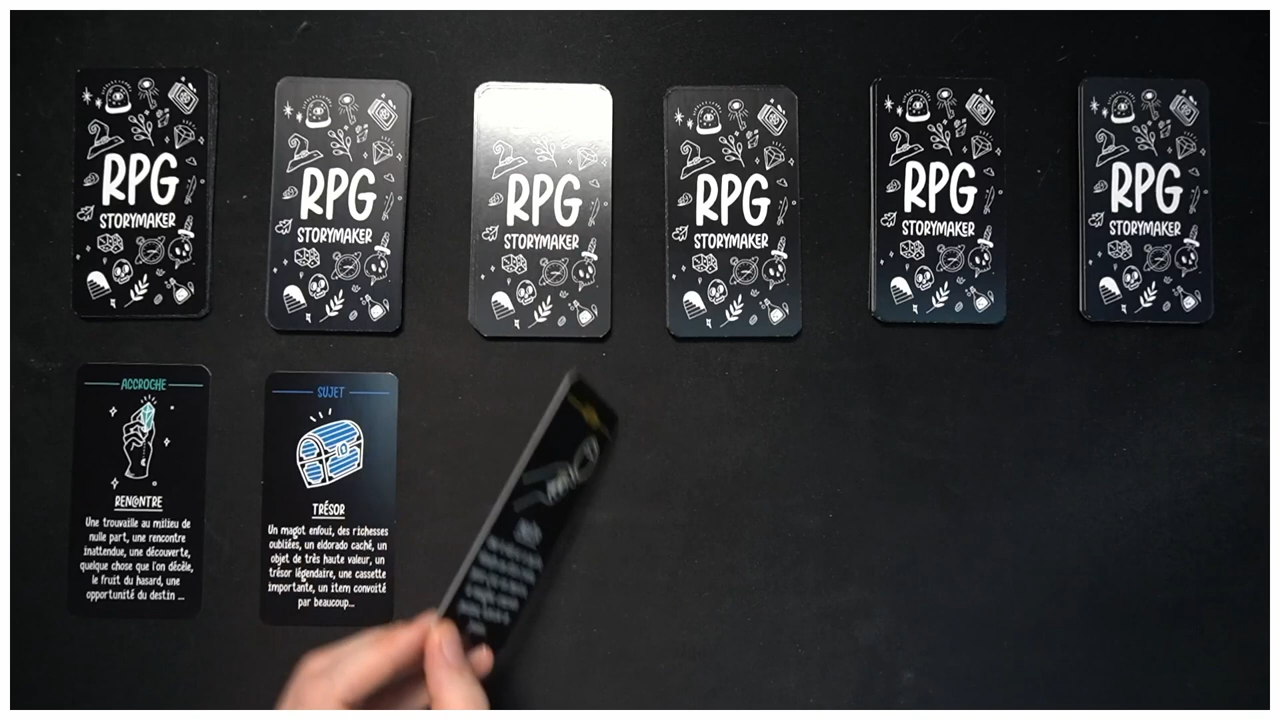 RPG
STORYMAKER
RPG
STORYMAKER
RPG
STORYMAKER
RPG
STORYMAKER
RPG
STORYMAKER
RPG
STORYMAKER
ACCROCHE
RENCONTRE
Une trouvaille au milieu de
nulle part, une rencontre
inattendue, une découverte,
quelque chose que l'on décèle,
le fruit du hasard, une
opportunité du destin ...
SUJET
TRÉSOR
Un magot enfoui, des richesses
oubliées, un eldorado caché, un
objet de très haute valeur, un
trésor légendaire, une cassette
importante, un item convoité
par beaucoup...